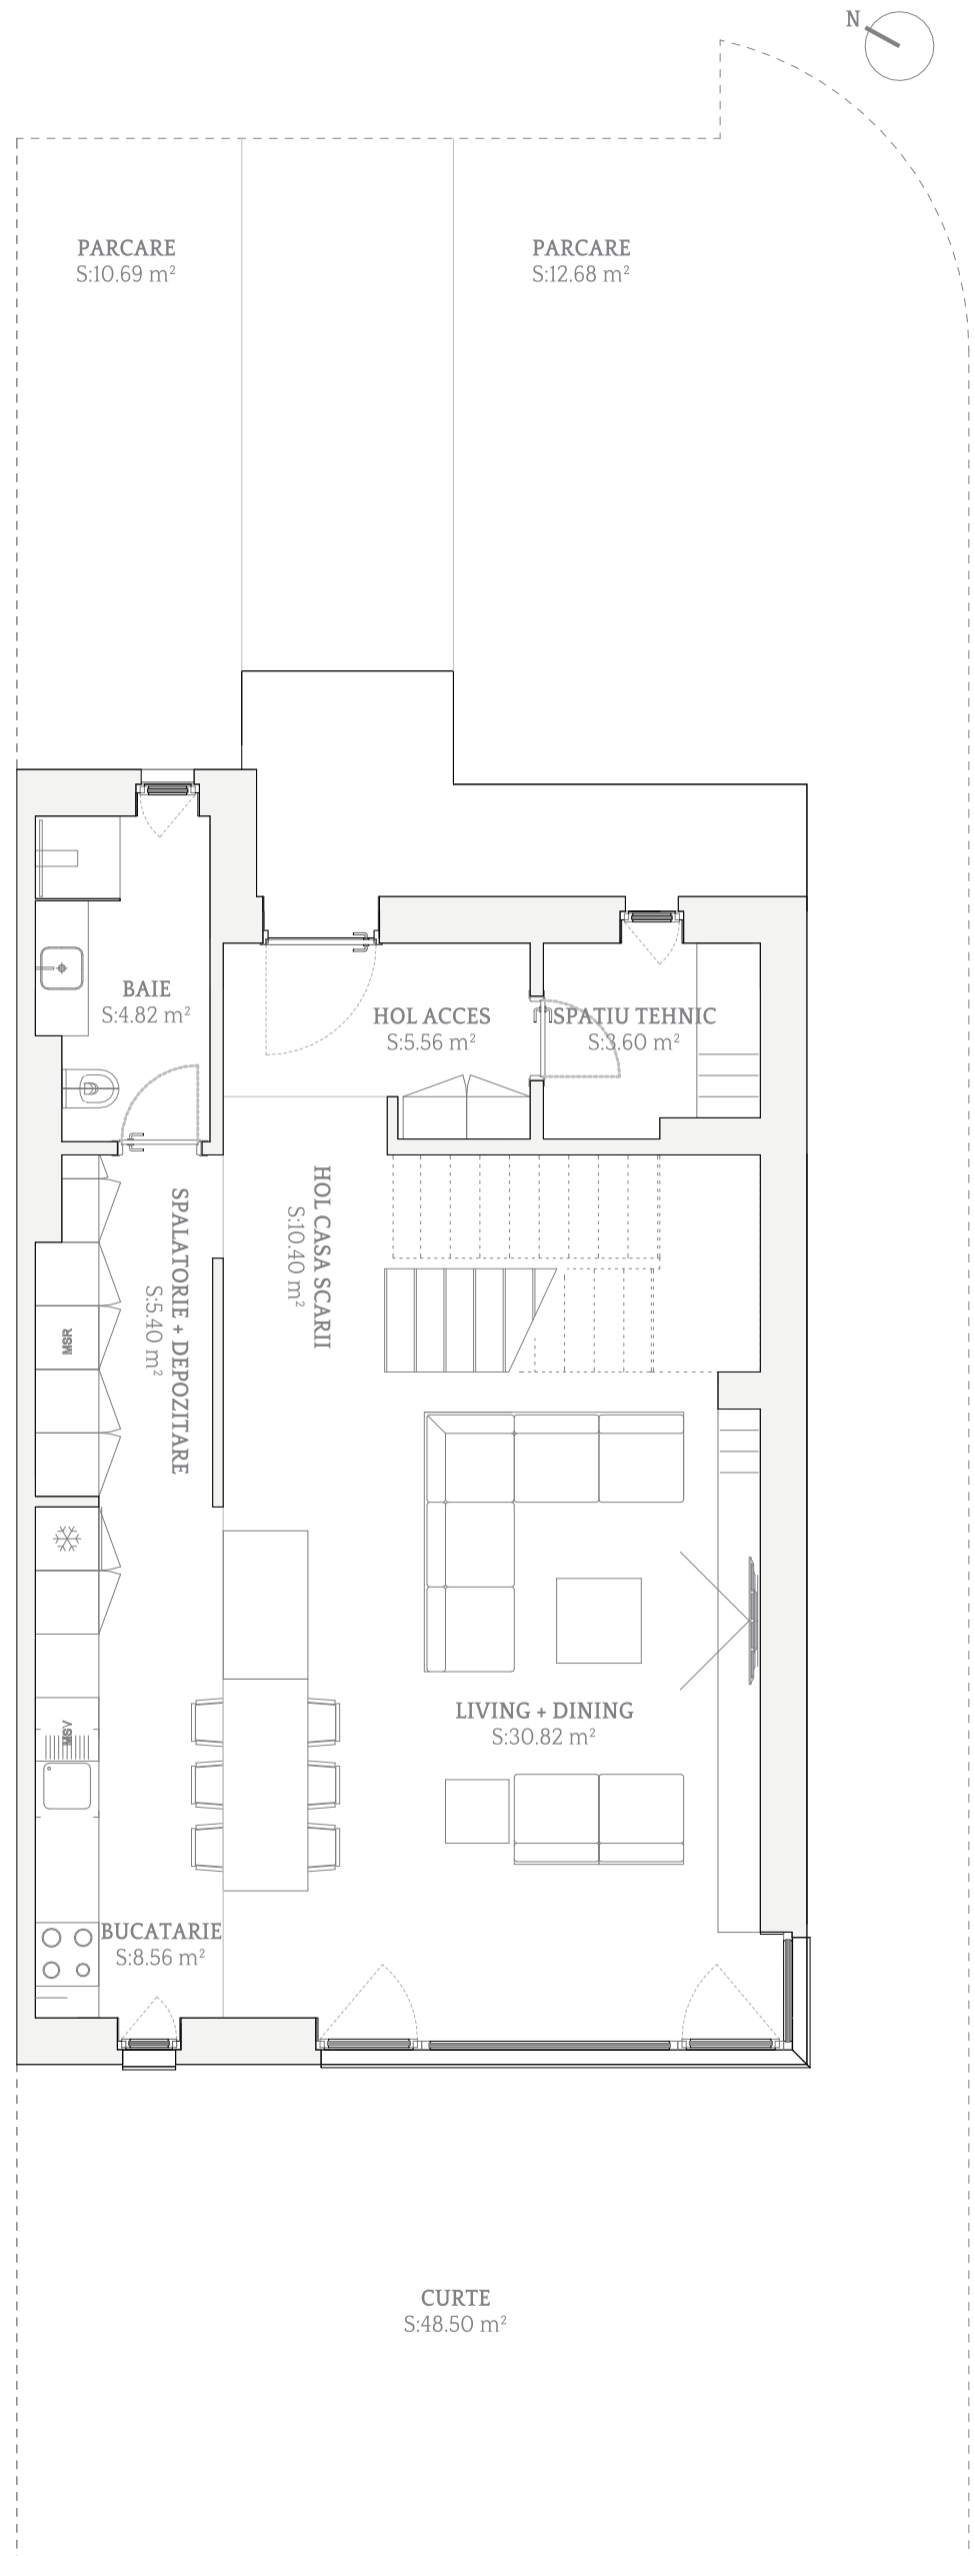 N
PARCARE
S:10.69 m²
PARCARE
S:12.68 m²
BAIE
S:4.82 m²
HOL ACCES
S:5.56 m²
SPATIU TEHNIC
S:3.60 m²
HOL CASA SCARII
S:10.40 m²
SPALATORIE + DEPOZITARE
S:5.40 m²
MSR
MSV
LIVING + DINING
S:30.82 m²
BUCATARIE
S:8.56 m²
CURTE
S:48.50 m²